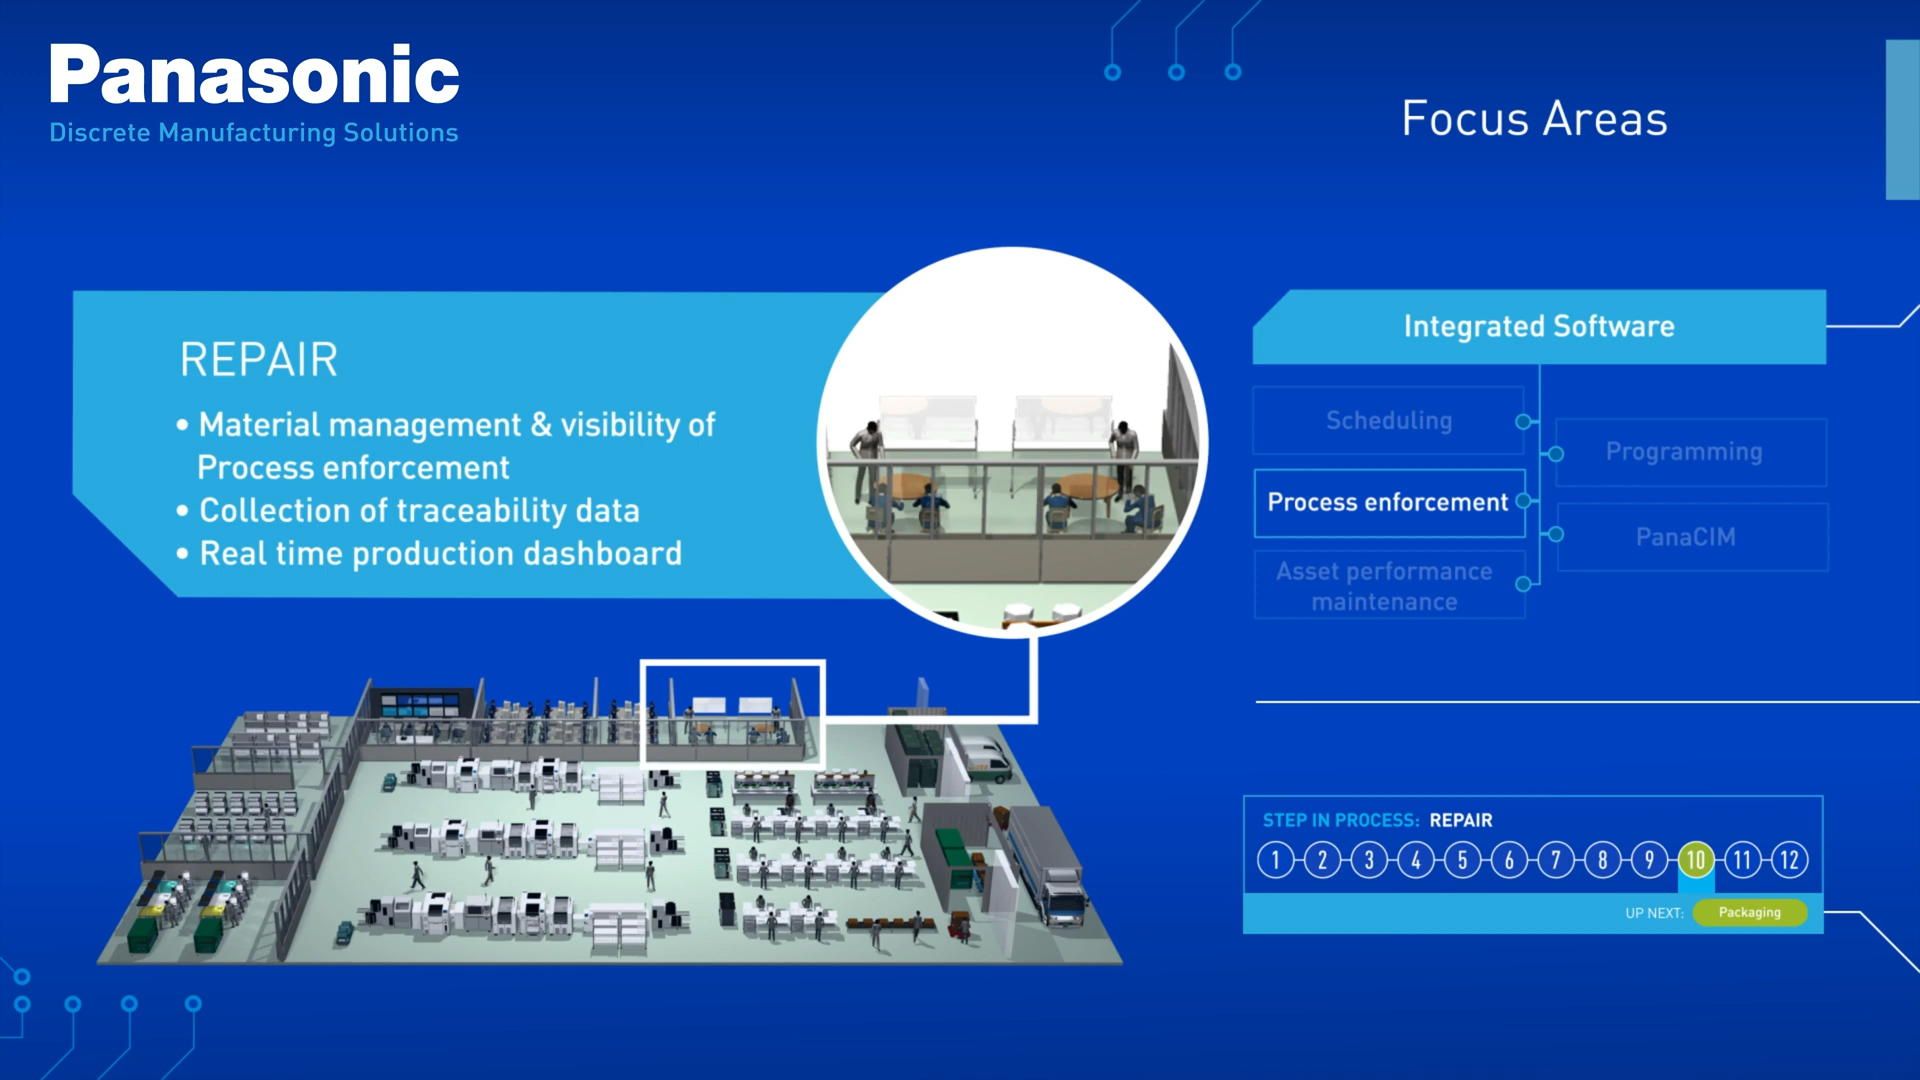 Panasonic
Discrete Manufacturing Solutions
Focus Areas
REPAIR
• Material management & visibility of
Process enforcement
• Collection of traceability data
• Real time production dashboard
Integrated Software
Scheduling
Programming
Process enforcement
PanaCIM
Asset performance
maintenance
STEP IN PROCESS: REPAIR
1 2 3 4 5 6 7 8 9 10 11 12
UP NEXT: Packaging